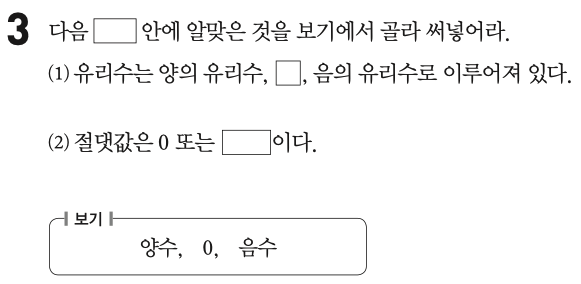 3 다음 □ 안에 알맞은 것을 보기에서 골라 써넣어라.
(1) 유리수는 양의 유리수, □, 음의 유리수로 이루어져 있다.
(2) 절댓값은 0 또는 □이다.
보기
양수, 0, 음수